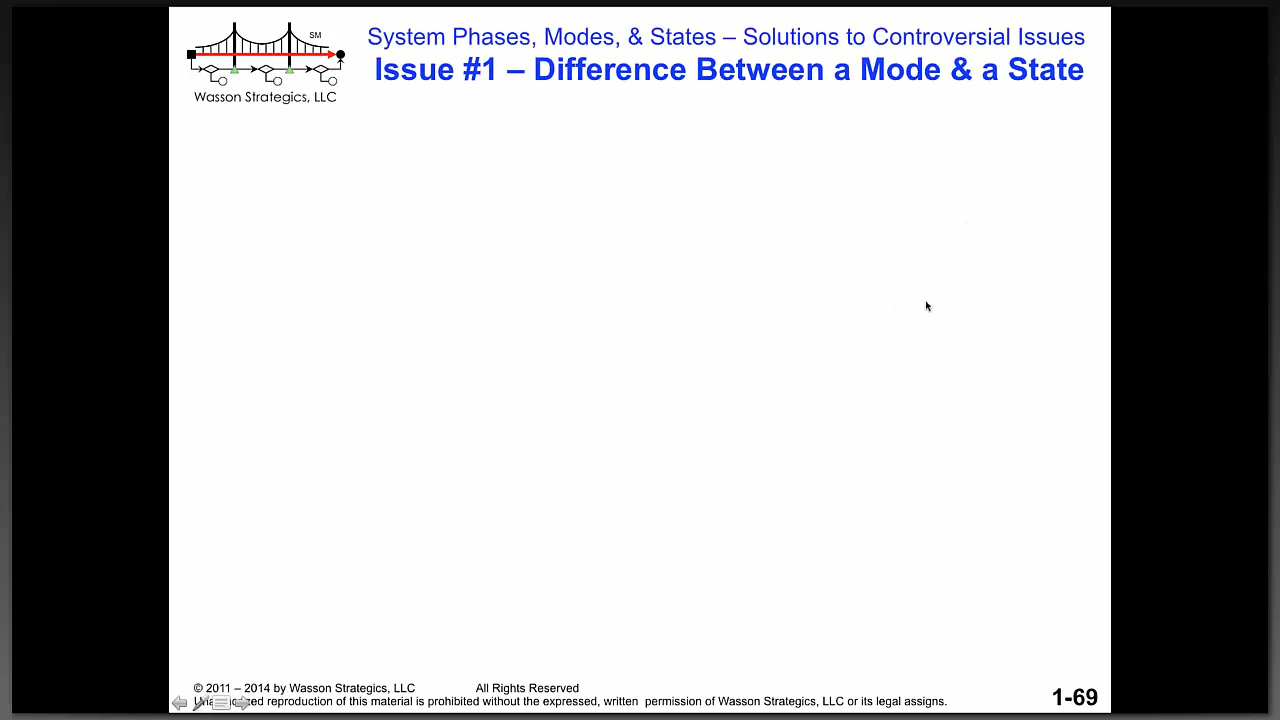 SM
Wasson Strategics, LLC
System Phases, Modes, & States – Solutions to Controversial Issues
Issue #1 – Difference Between a Mode & a State
© 2011 – 2014 by Wasson Strategics, LLC All Rights Reserved
reproduction of this material is prohibited without the expressed, written permission of Wasson Strategics, LLC or its legal assigns.
1-69